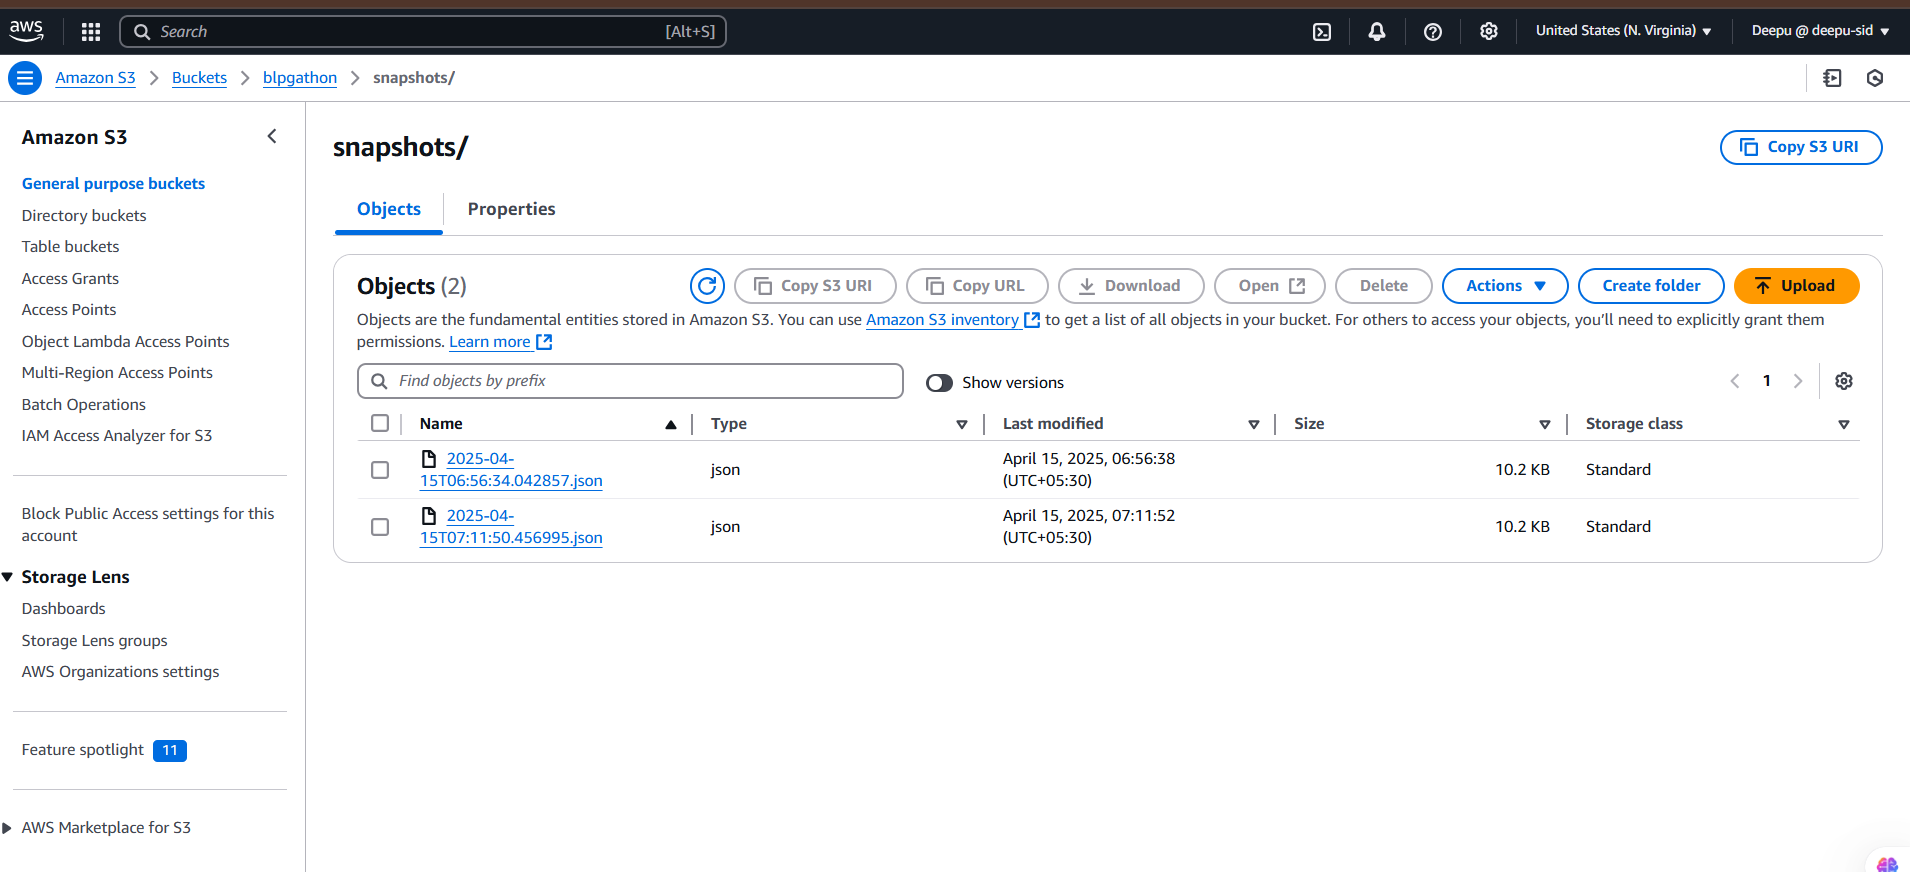 aws
Search [Alt+S]
United States (N. Virginia)
Deepu @ deepu-sid
Amazon S3 > Buckets > blpgathon > snapshots/
Amazon S3
General purpose buckets
Directory buckets
Table buckets
Access Grants
Access Points
Object Lambda Access Points
Multi-Region Access Points
Batch Operations
IAM Access Analyzer for S3
Block Public Access settings for this
account
Storage Lens
Dashboards
Storage Lens groups
AWS Organizations settings
Feature spotlight 11
AWS Marketplace for S3
snapshots/
Copy S3 URI
Objects Properties
Objects (2)
Copy S3 URI Copy URL Download Open Delete Actions Create folder Upload
Objects are the fundamental entities stored in Amazon S3. You can use Amazon S3 inventory to get a list of all objects in your bucket. For others to access your objects, you’ll need to explicitly grant them
permissions. Learn more
Find objects by prefix
Show versions
1
Name Type Last modified Size Storage class
2025-04-
15T06:56:34.042857.json
json
April 15, 2025, 06:56:38
(UTC+05:30)
10.2 KB
Standard
2025-04-
15T07:11:50.456995.json
json
April 15, 2025, 07:11:52
(UTC+05:30)
10.2 KB
Standard